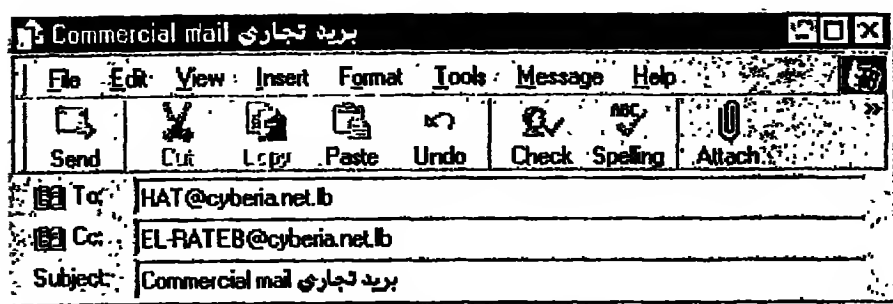 Commercial mail بريد تجاري
File Edit View Insert Format Tools Message Help
Send Cut Copy Paste Undo Check Spelling Attach
To: HAT@cyberia.net.lb
Cc: EL-RATEB@cyberia.net.lb
Subject: Commercial mail بريد تجاري